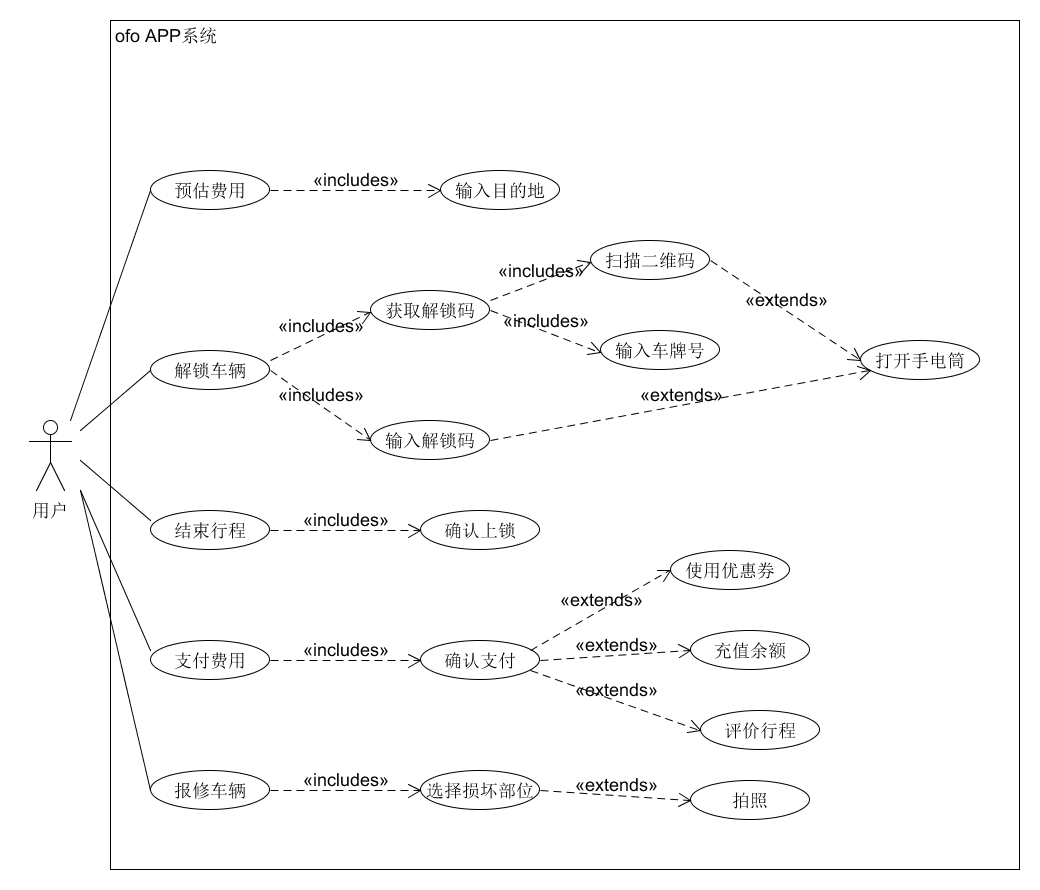 ofo APP系统
预估费用
«includes»
输入目的地
扫描二维码
«includes»
«extends»
获取解锁码
«includes»
«includes»
输入车牌号
打开手电筒
解锁车辆
«includes»
«extends»
输入解锁码
用户
结束行程
«includes»
确认上锁
使用优惠券
«extends»
支付费用
«includes»
确认支付
«extends»
充值余额
«extends»
评价行程
报修车辆
«includes»
选择损坏部位
«extends»
拍照